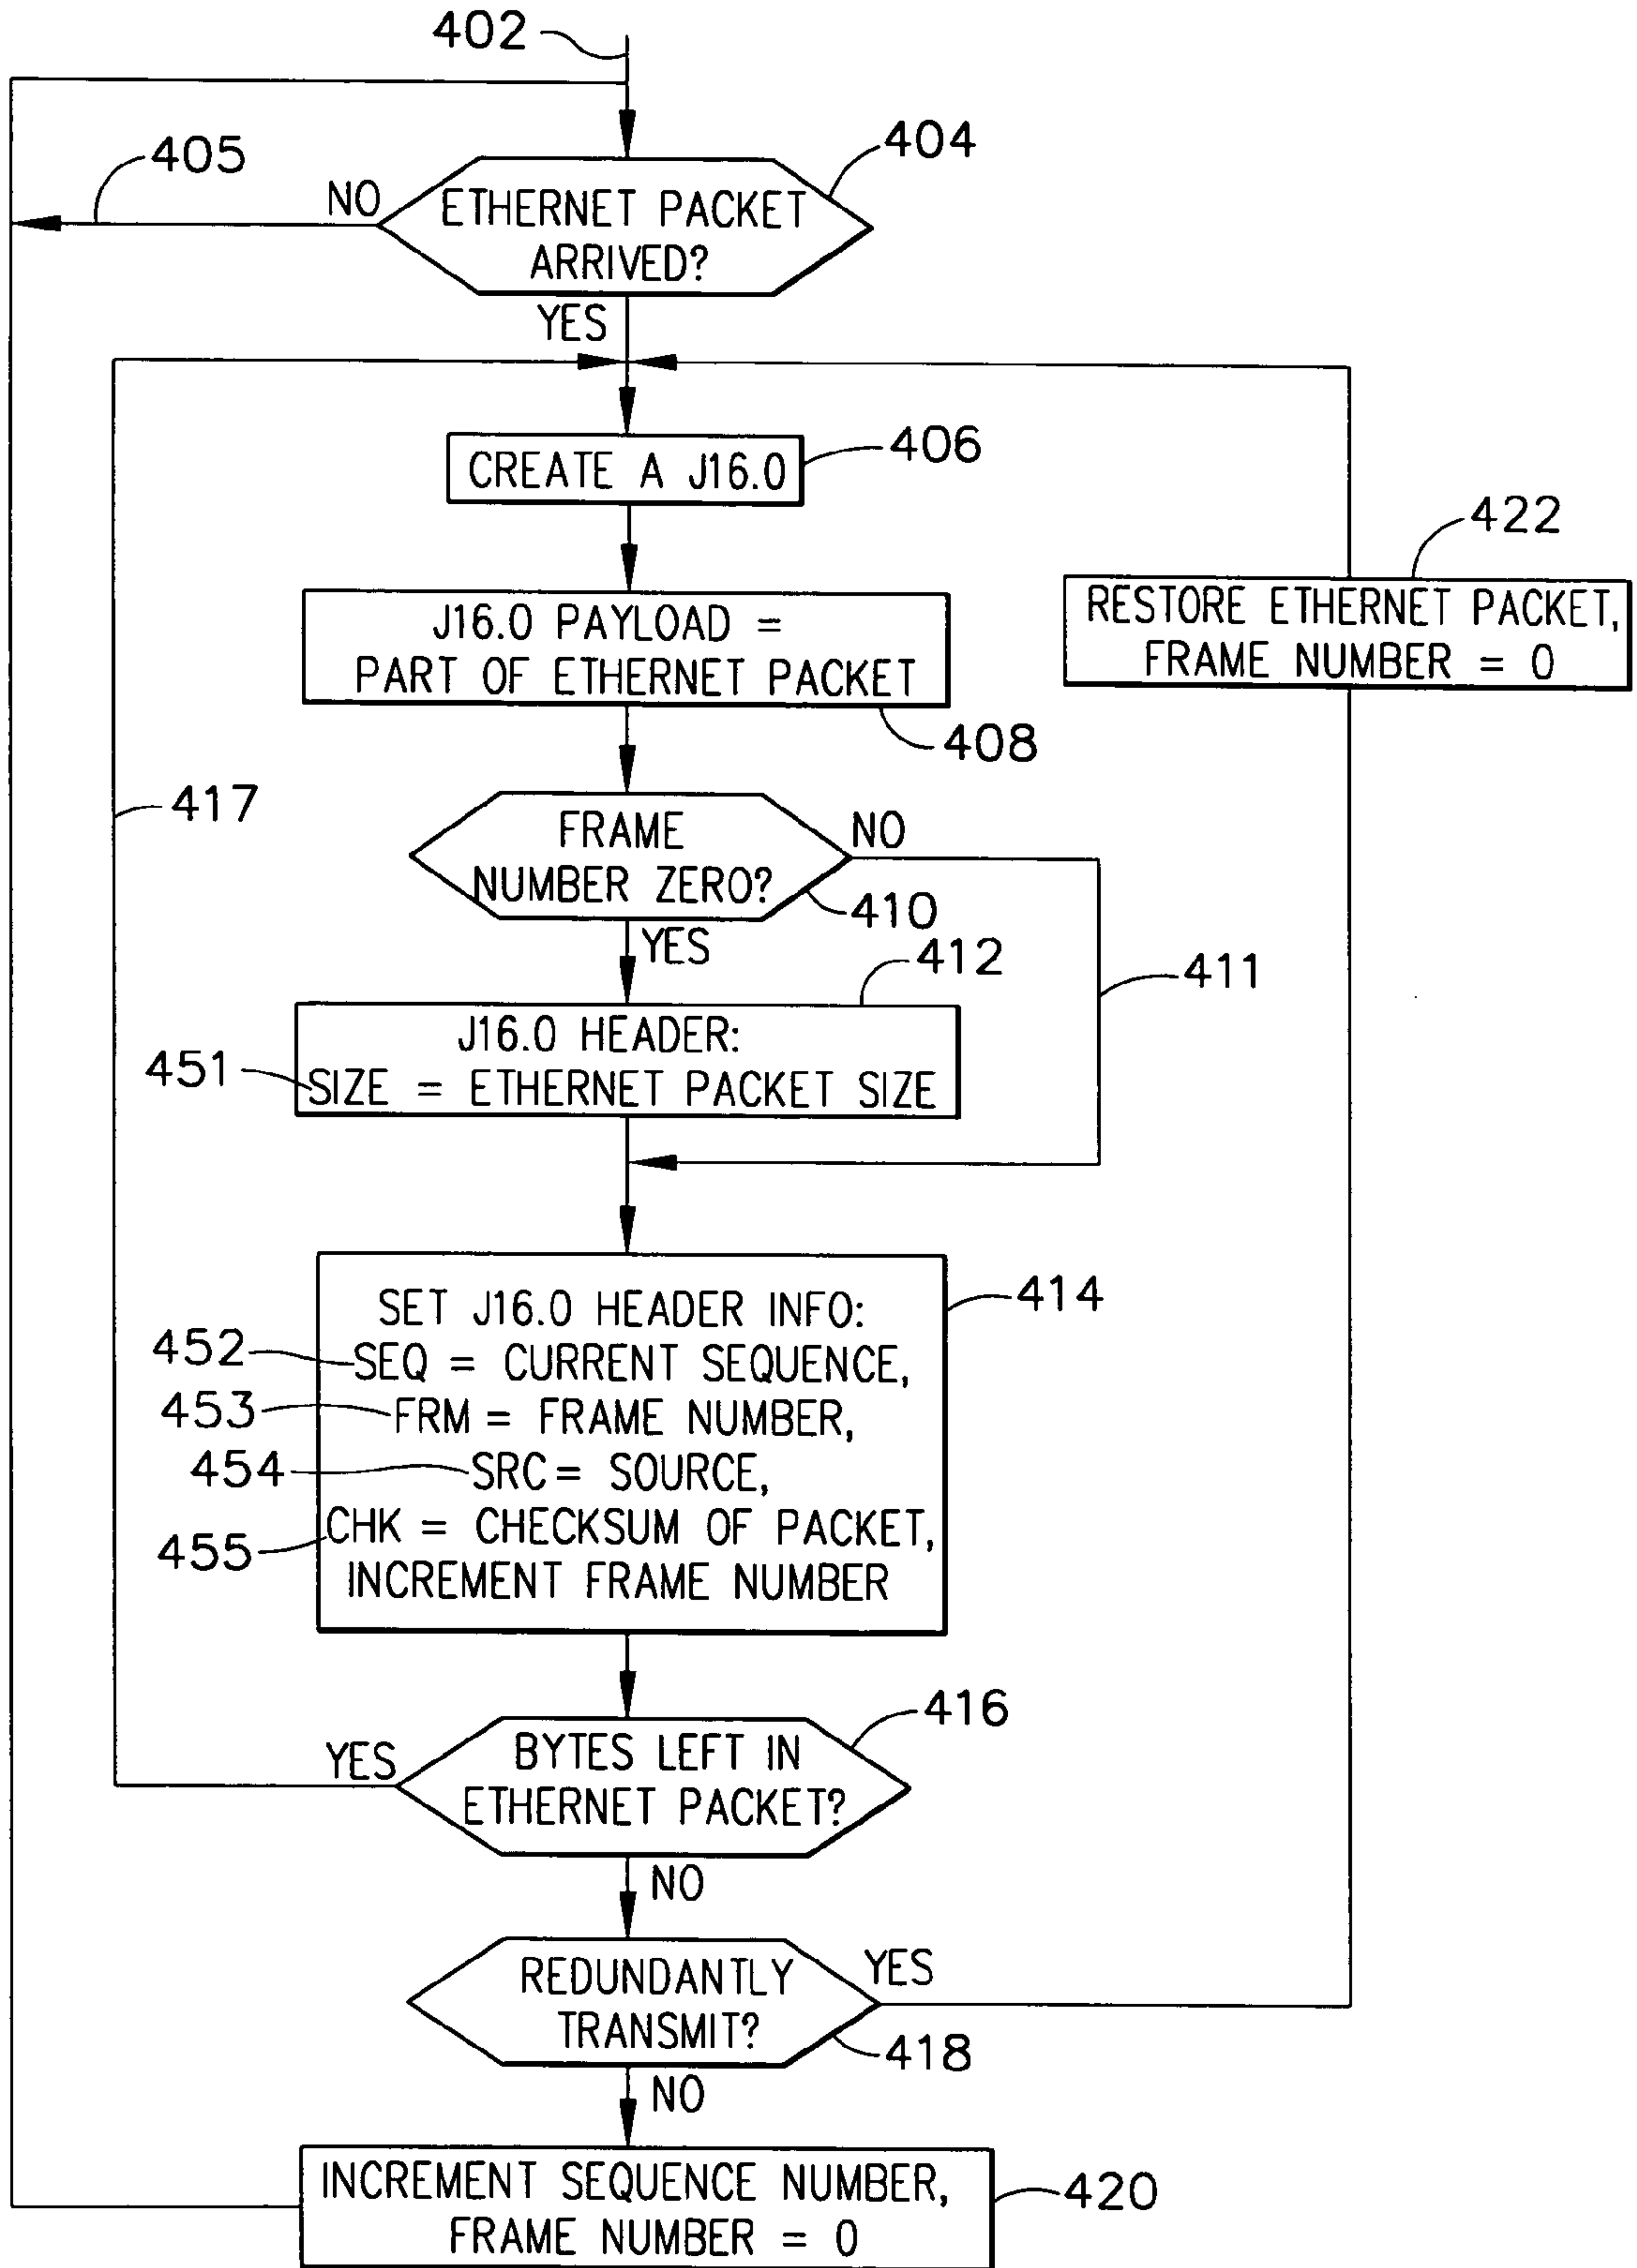 402
404
405
NO
ETHERNET PACKET
ARRIVED?
YES
406
CREATE A J16.0
422
RESTORE ETHERNET PACKET,
FRAME NUMBER = 0
J16.0 PAYLOAD =
PART OF ETHERNET PACKET
408
417
FRAME
NUMBER ZERO?
NO
410
YES
412
411
J16.0 HEADER:
451
SIZE = ETHERNET PACKET SIZE
414
SET J16.0 HEADER INFO:
452
SEQ = CURRENT SEQUENCE,
453
FRM = FRAME NUMBER,
454
SRC = SOURCE,
455
CHK = CHECKSUM OF PACKET,
INCREMENT FRAME NUMBER
416
YES
BYTES LEFT IN
ETHERNET PACKET?
NO
REDUNDANTLY
TRANSMIT?
YES
418
NO
INCREMENT SEQUENCE NUMBER,
FRAME NUMBER = 0
420